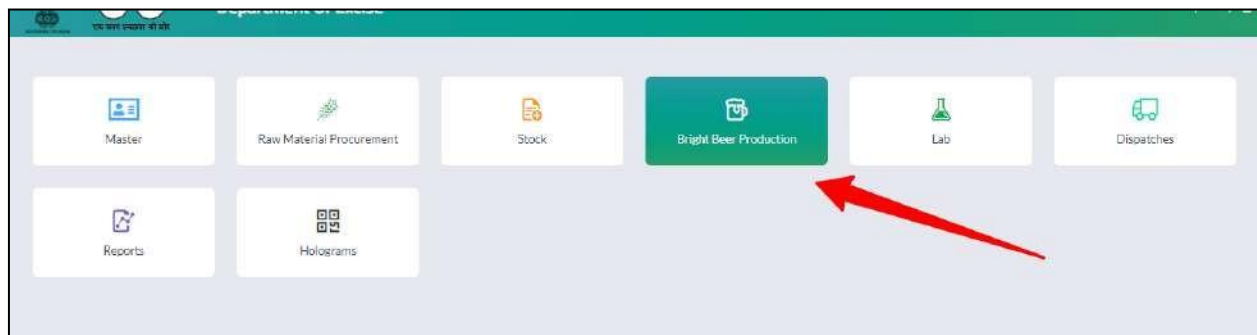 Department Of Excise
Master
Raw Material Procurement
Stock
Bright Beer Production
Lab
Dispatches
Reports
Holograms